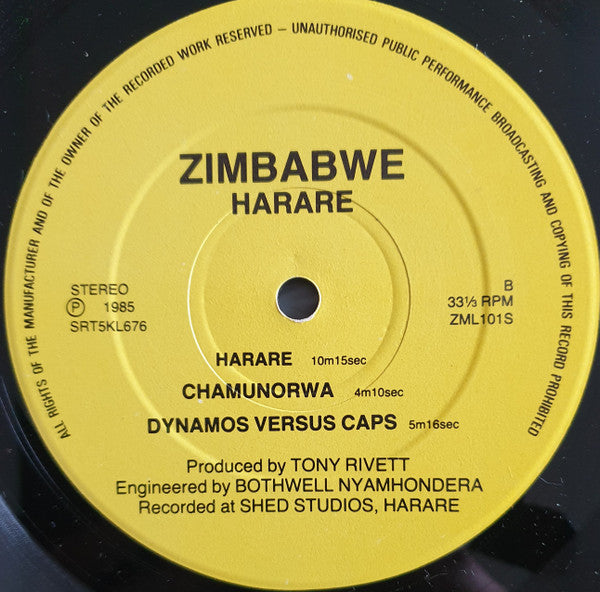 ALL RIGHTS OF THE MANUFACTURER AND OF THE OWNER OF THE RECORDED WORK RESERVED – UNAUTHORISED PUBLIC PERFORMANCE BROADCASTING AND COPYING OF THIS RECORD PROHIBITED
ZIMBABWE
HARARE
STEREO
Ⓟ 1985
SRT5KL676
B
33⅓ RPM
ZML101S
HARARE 10m15sec
CHAMUNORWA 4m10sec
DYNAMOS VERSUS CAPS 5m16sec
Produced by TONY RIVETT
Engineered by BOTHWELL NYAMHONDERA
Recorded at SHED STUDIOS, HARARE